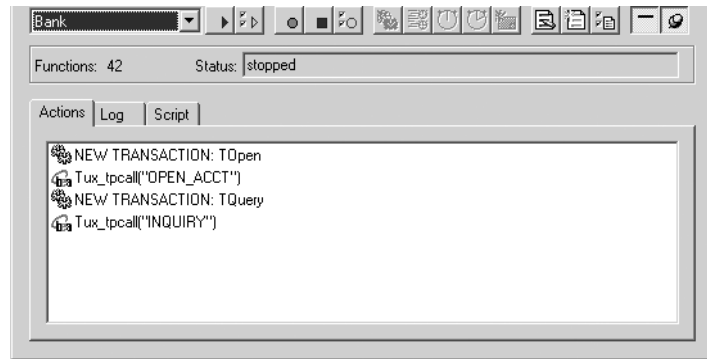 Bank
Functions: 42 Status: stopped
Actions Log Script
NEW TRANSACTION: TOpen
Tux_tpcall("OPEN_ACCT")
NEW TRANSACTION: TQuery
Tux_tpcall("INQUIRY")